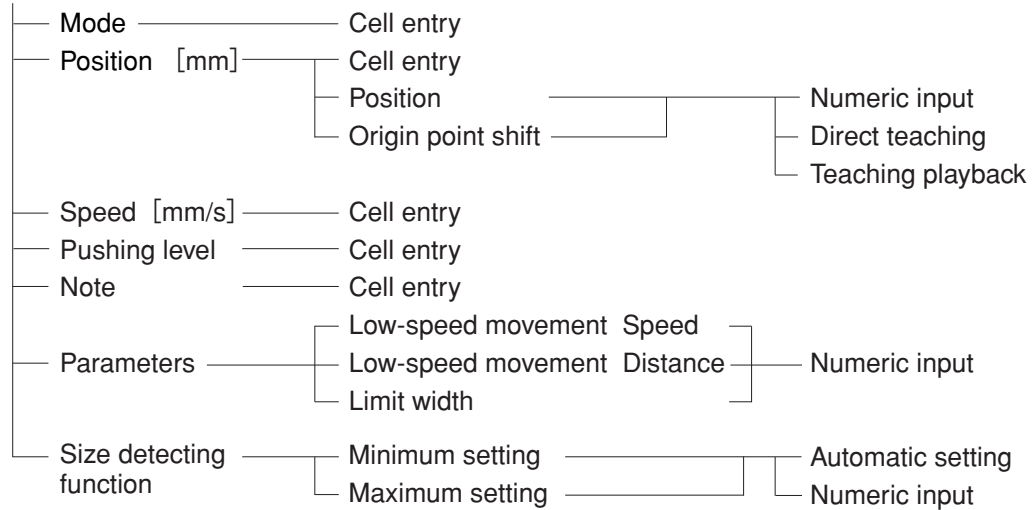 Mode Cell entry
Position [mm] Cell entry
Position Numeric input
Origin point shift Direct teaching
Teaching playback
Speed [mm/s] Cell entry
Pushing level Cell entry
Note Cell entry
Low-speed movement Speed
Parameters Low-speed movement Distance Numeric input
Limit width
Size detecting Minimum setting Automatic setting
function Maximum setting Numeric input